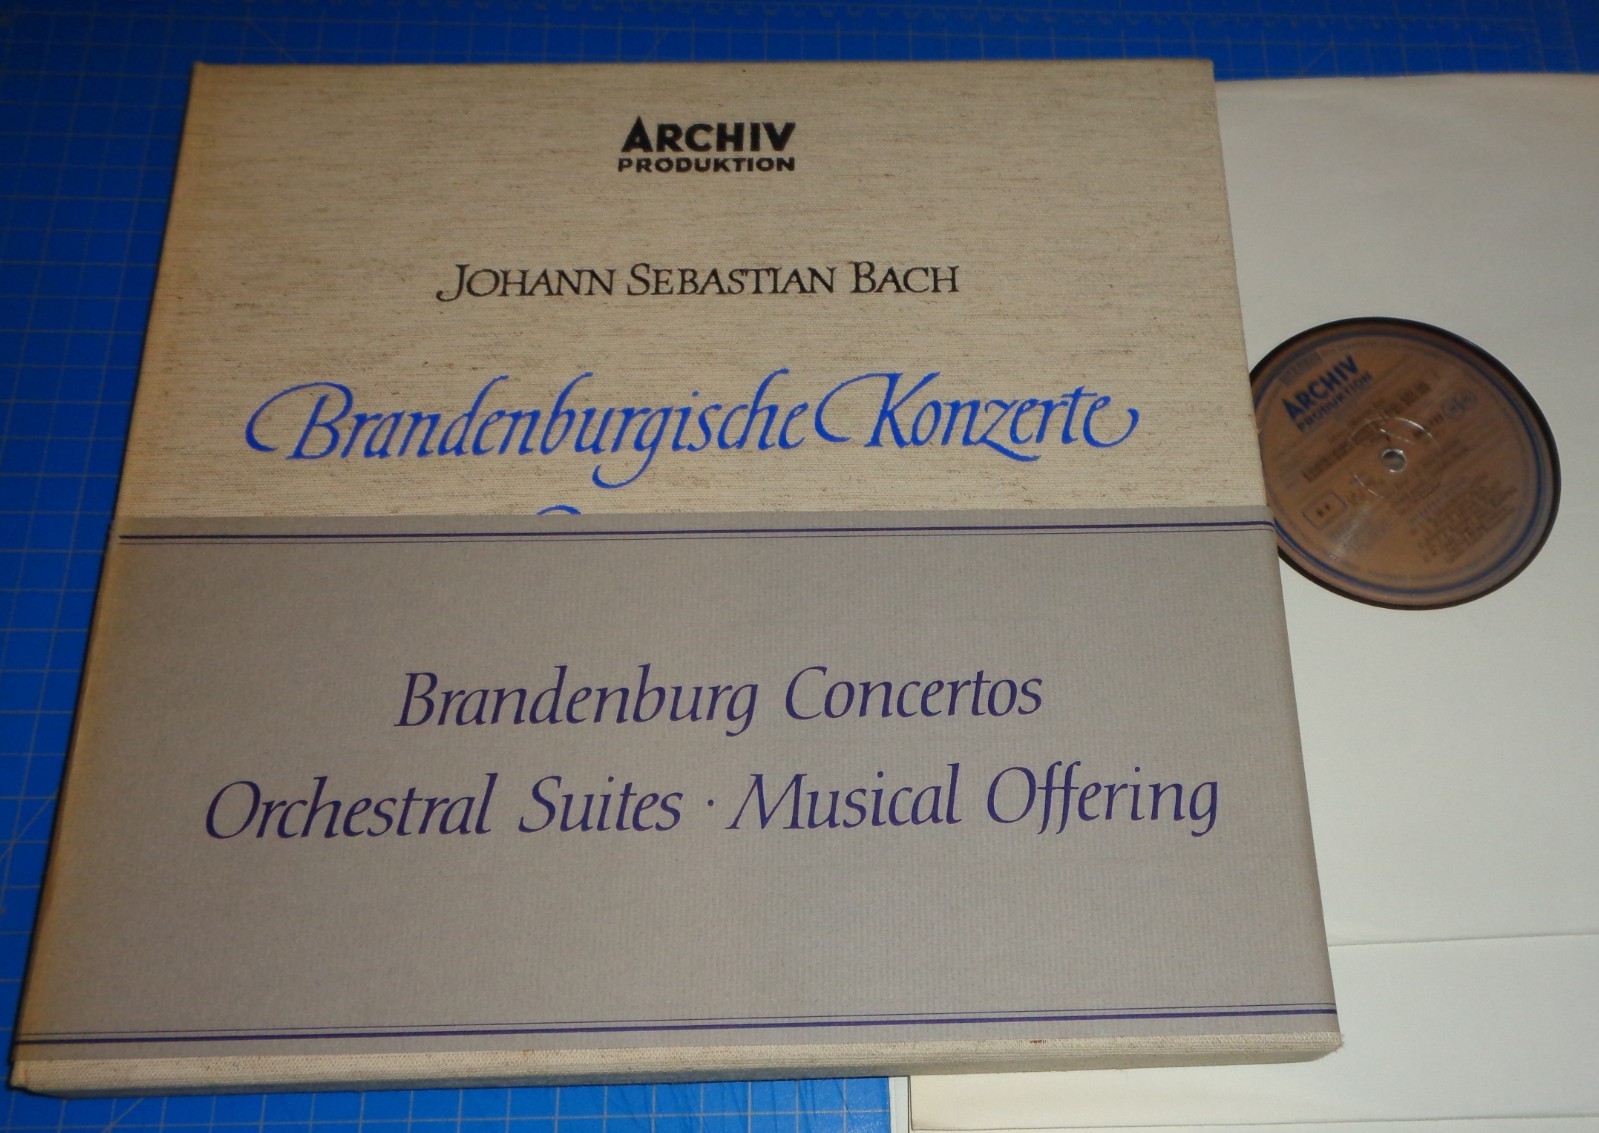 ARCHIV
PRODUKTION
JOHANN SEBASTIAN BACH
Brandenburgische Konzerte
Brandenburg Concertos
Orchestral Suites · Musical Offering
ARCHIV
PRODUKTION